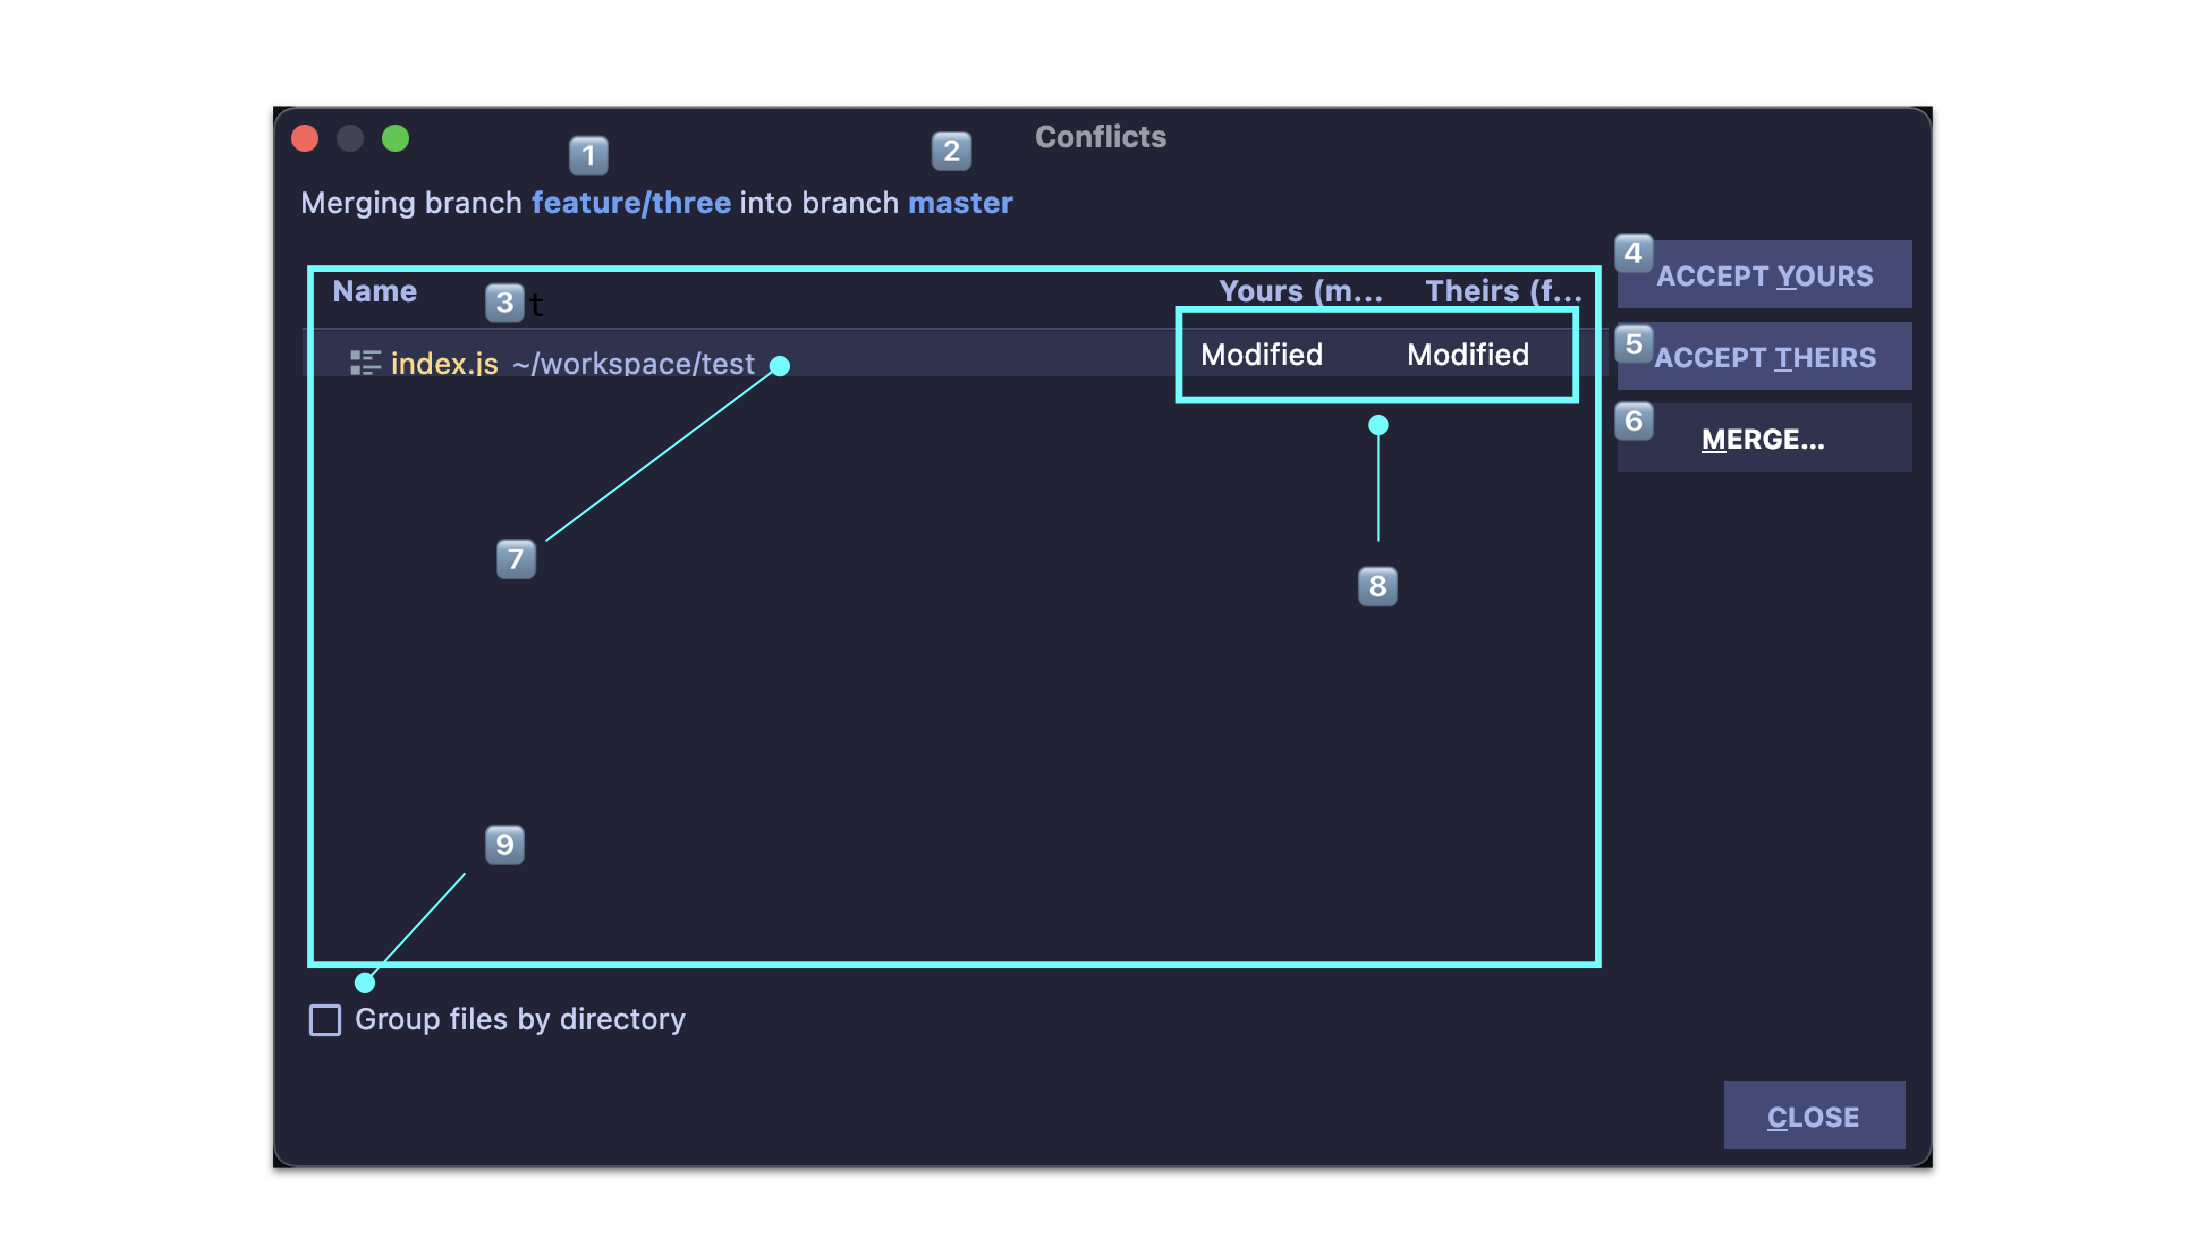 Conflicts
1
2
Merging branch feature/three into branch master
Name
3 t
Yours (m...
Theirs (f...
4
ACCEPT YOURS
index.js ~/workspace/test
Modified
Modified
5
ACCEPT THEIRS
6
MERGE...
7
8
9
Group files by directory
CLOSE